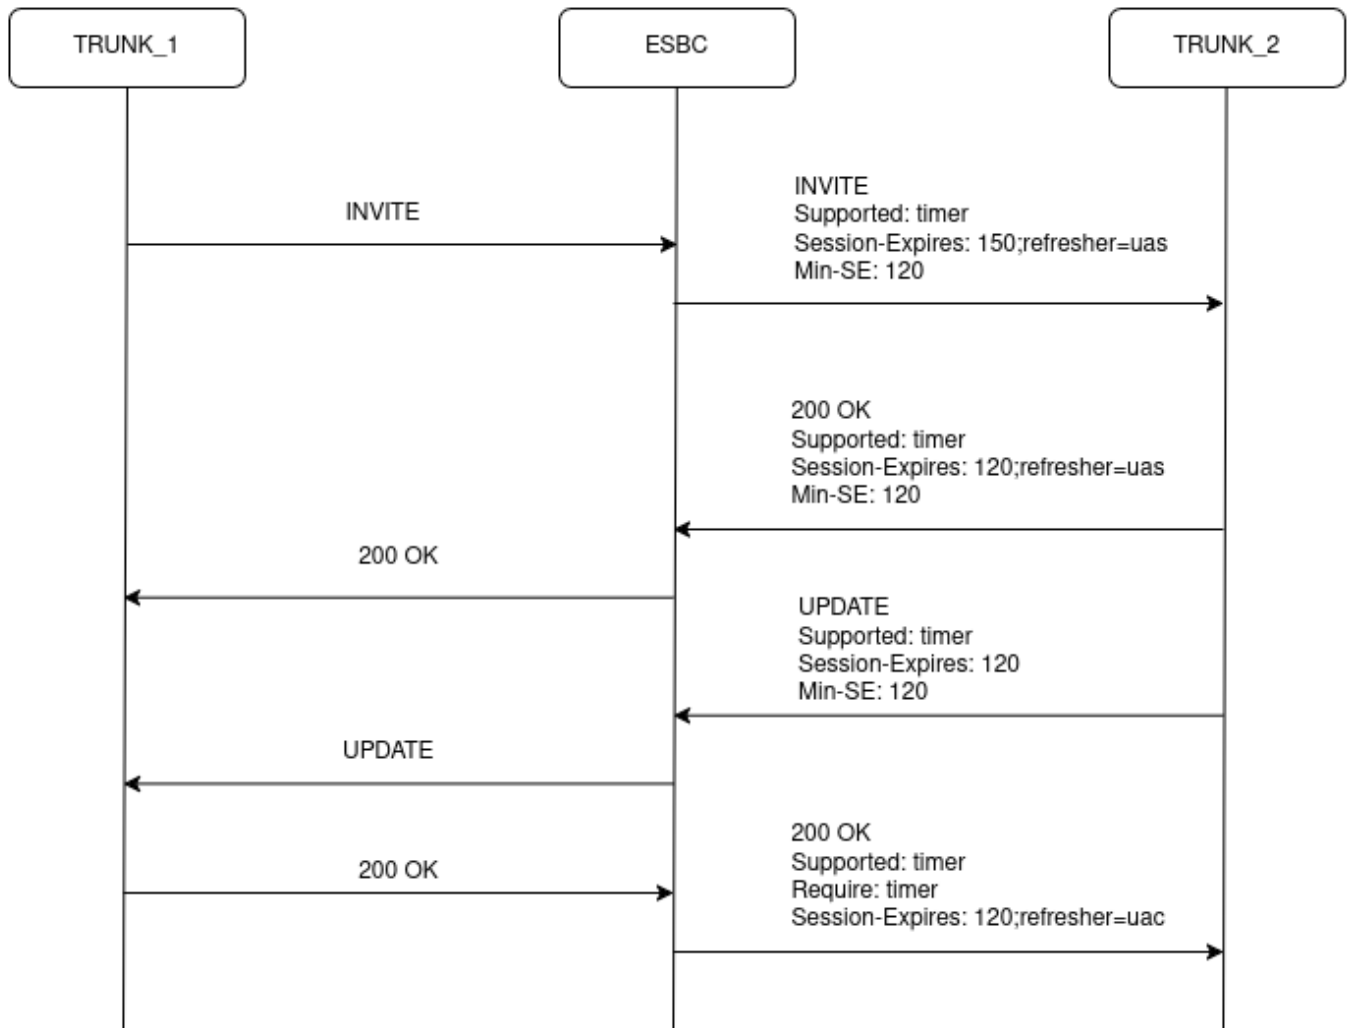 TRUNK_1
ESBC
TRUNK_2
INVITE
INVITE
Supported: timer
Session-Expires: 150;refresher=uas
Min-SE: 120
200 OK
Supported: timer
Session-Expires: 120;refresher=uas
Min-SE: 120
200 OK
UPDATE
Supported: timer
Session-Expires: 120
Min-SE: 120
UPDATE
200 OK
200 OK
Supported: timer
Require: timer
Session-Expires: 120;refresher=uac